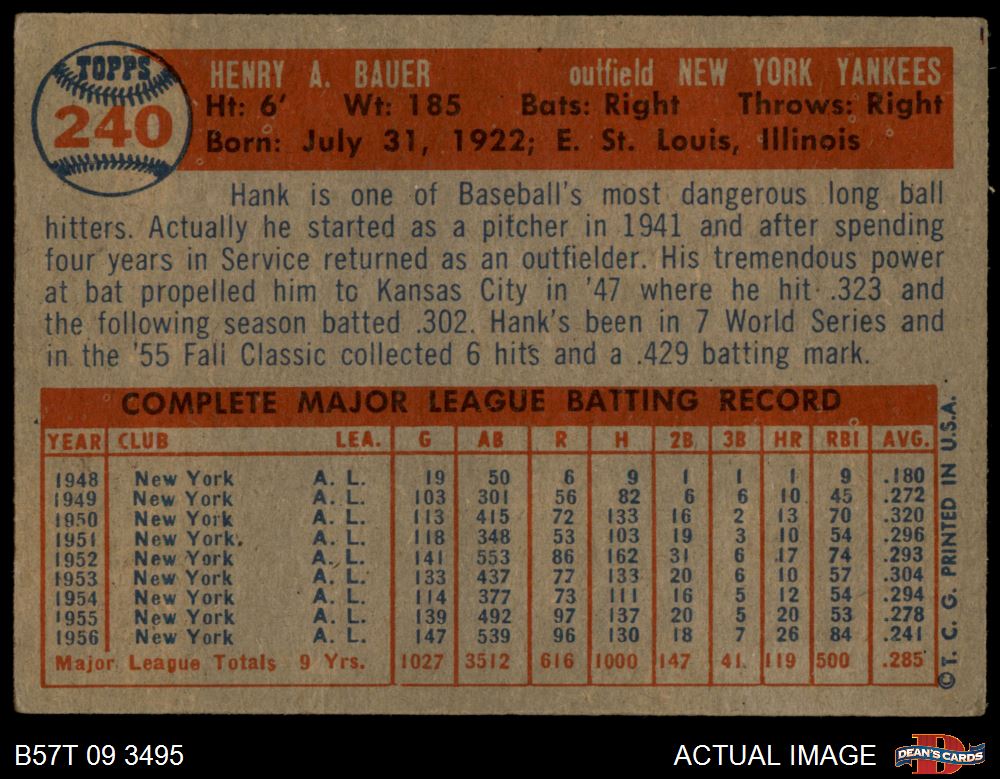 TOPPS
240
HENRY A. BAUER outfield NEW YORK YANKEES
Ht: 6' Wt: 185 Bats: Right Throws: Right
Born: July 31, 1922; E. St. Louis, Illinois
Hank is one of Baseball's most dangerous long ball
hitters. Actually he started as a pitcher in 1941 and after spending
four years in Service returned as an outfielder. His tremendous power
at bat propelled him to Kansas City in '47 where he hit .323 and
the following season batted .302. Hank's been in 7 World Series and
in the '55 Fall Classic collected 6 hits and a .429 batting mark.
COMPLETE MAJOR LEAGUE BATTING RECORD
YEAR CLUB LEA. G AB R H 2B 3B HR RBI AVG.
1948 New York A. L. 19 50 6 9 1 1 1 9 .180
1949 New York A. L. 103 301 56 82 6 6 10 45 .272
1950 New York A. L. 113 415 72 133 16 2 13 70 .320
1951 New York A. L. 118 348 53 103 19 3 10 54 .296
1952 New York A. L. 141 553 86 162 31 6 17 74 .293
1953 New York A. L. 133 437 77 133 20 6 10 57 .304
1954 New York A. L. 114 377 73 111 16 5 12 54 .294
1955 New York A. L. 139 492 97 137 20 5 20 53 .278
1956 New York A. L. 147 539 96 130 18 7 26 84 .241
Major League Totals 9 Yrs. 1027 3512 616 1000 147 41 119 500 .285
© T. C. G. PRINTED IN U.S.A.
B57T 09 3495
ACTUAL IMAGE
DEAN'S CARDS